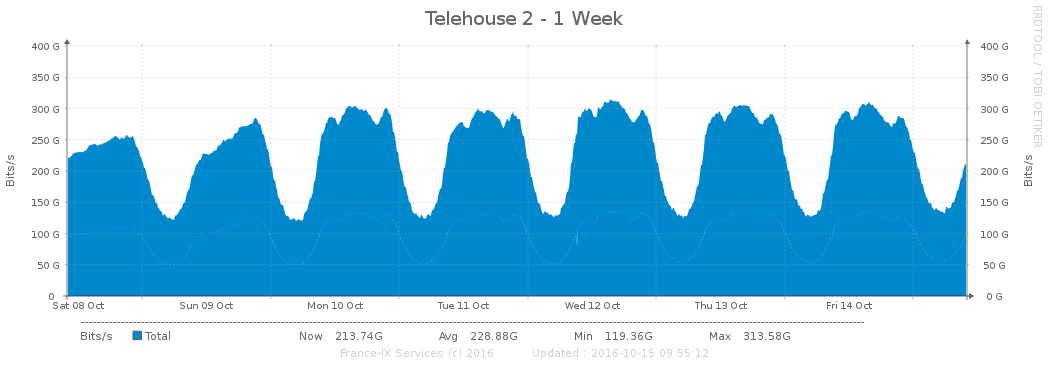 Telehouse 2 - 1 Week
RRDTOOL / TOBI OETIKER
Bits/s
400 G 400 G
350 G 350 G
300 G 300 G
250 G 250 G
200 G 200 G
150 G 150 G
100 G 100 G
50 G 50 G
0 0 G
Bits/s
Sat 08 Oct Sun 09 Oct Mon 10 Oct Tue 11 Oct Wed 12 Oct Thu 13 Oct Fri 14 Oct
Bits/s Total Now 213.74G Avg 228.88G Min 119.36G Max 313.58G
France-IX Services (c) 2016 Updated : 2016-10-15 09:55:12